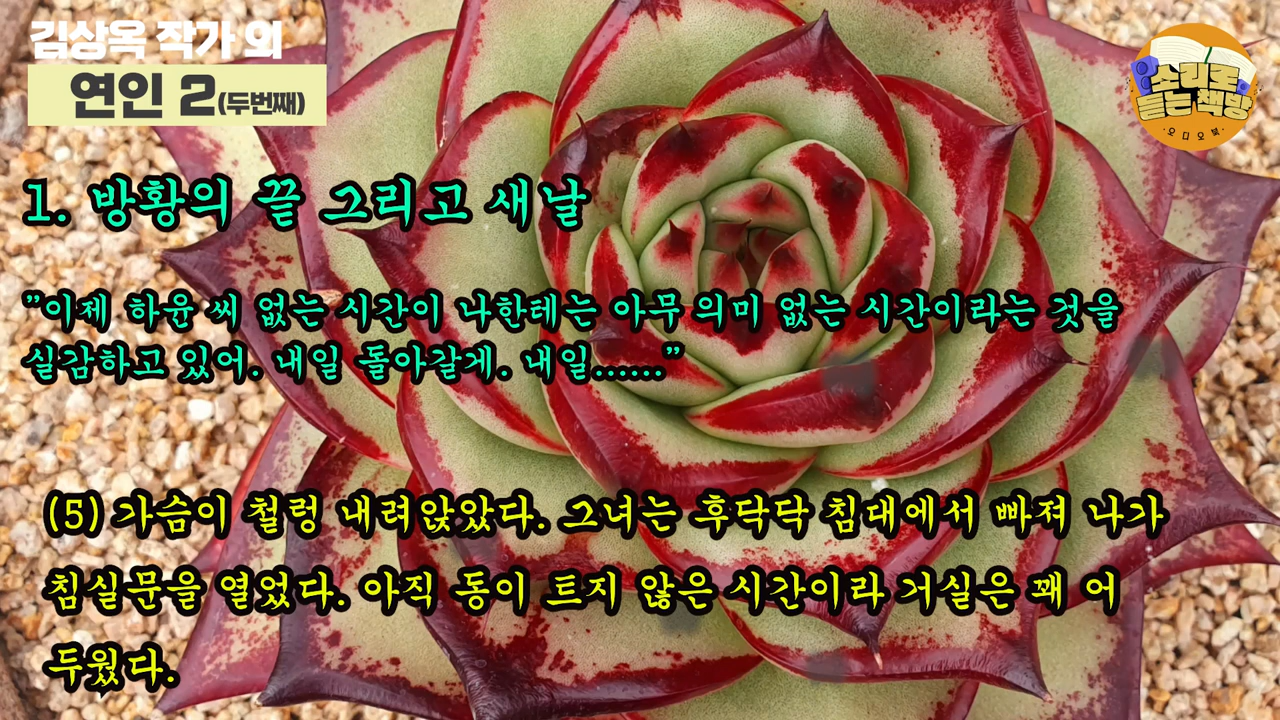 김상옥 작가 의
연인 2(두번째)
소리로
듣는 책방
·오디오북·
1. 방황의 끝 그리고 새날
"이제 하윤 씨 없는 시간이 나한테는 아무 의미 없는 시간이라는 것을
실감하고 있어. 내일 돌아갈게. 내일......"
(5) 가슴이 철렁 내려앉았다. 그녀는 후닥닥 침대에서 빠져 나가
침실문을 열었다. 아직 동이 트지 않은 시간이라 거실은 꽤 어
두웠다.